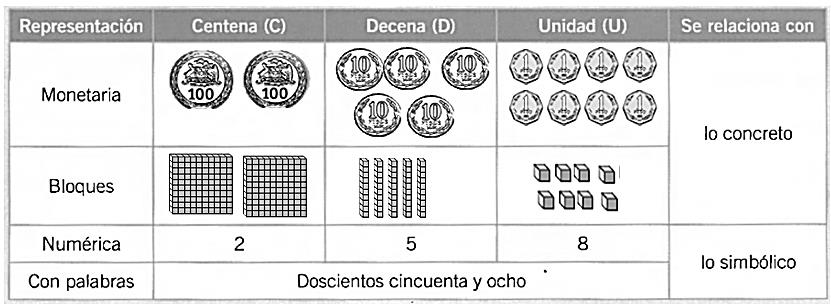 Representación Centena (C) Decena (D) Unidad (U) Se relaciona con
Monetaria 100 100 10 10 10 1 1 1 1
10 10 1 1 1 1
lo concreto
Bloques
Numérica 2 5 8
lo simbólico
Con palabras Doscientos cincuenta y ocho